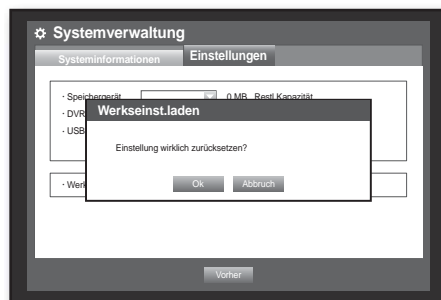 Systemverwaltung
Systeminformationen Einstellungen
· Speichergerät 0 MB Restl.Kapazität
· DVR
Werkseinst.laden
· USB
Einstellung wirklich zurücksetzen?
· Werk
Ok Abbruch
Vorher